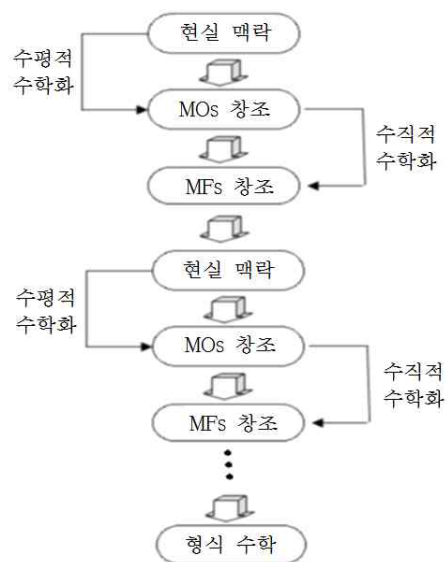 현실 맥락
수평적
수학화
MOs 창조
수직적
수학화
MFs 창조
현실 맥락
수평적
수학화
MOs 창조
수직적
수학화
MFs 창조
형식 수학